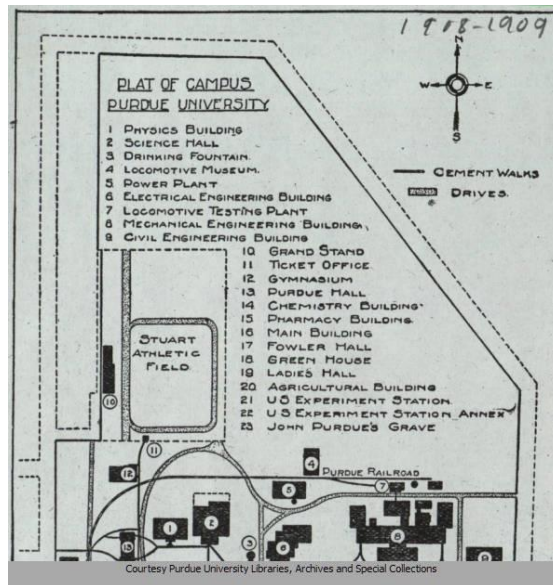 1908-1909
N
W E
S
PLAT OF CAMPUS
PURDUE UNIVERSITY
1 PHYSICS BUILDING
2 SCIENCE HALL
3 DRINKING FOUNTAIN.
4 LOCOMOTIVE MUSEUM.
5 POWER PLANT
6 ELECTRICAL ENGINEERING BUILDING
7 LOCOMOTIVE TESTING PLANT
8 MECHANICAL ENGINEERING BUILDING
9 CIVIL ENGINEERING BUILDING
CEMENT WALKS
DRIVES.
10 GRAND STAND
11 TICKET OFFICE
12 GYMNASIUM
13 PURDUE HALL
14 CHEMISTRY BUILDING
15 PHARMACY BUILDING
16 MAIN BUILDING
17 FOWLER HALL
18 GREEN HOUSE
19 LADIES HALL
20 AGRICULTURAL BUILDING
21 US EXPERIMENT STATION
22 US EXPERIMENT STATION ANNEX
23 JOHN PURDUE'S GRAVE
STUART
ATHLETIC
FIELD
10
11
12
4
PURDUE RAILROAD
5
7
1
2
3
6
8
9
13
Courtesy Purdue University Libraries, Archives and Special Collections